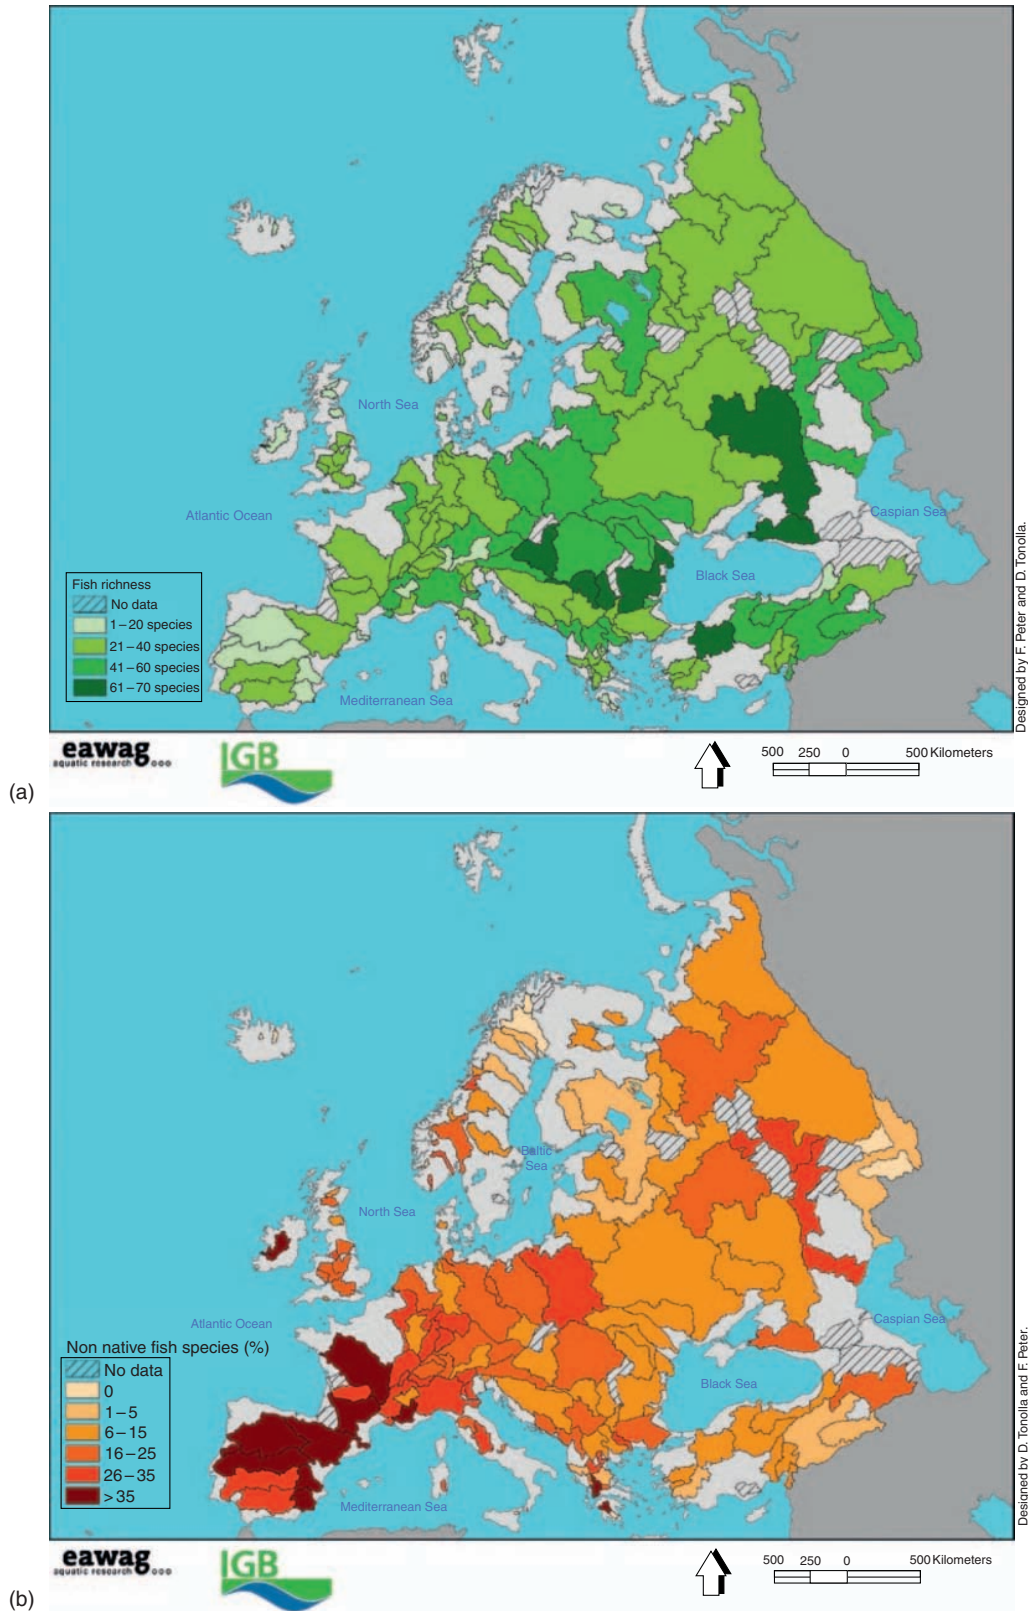 North Sea
Atlantic Ocean
Caspian Sea
Black Sea
Mediterranean Sea
Fish richness
No data
1–20 species
21–40 species
41–60 species
61–70 species
Designed by F. Peter and D. Tonolla.
eawag
aquatic research
IGB
500 250 0 500 Kilometers
(a)
Baltic
Sea
North Sea
Atlantic Ocean
Caspian Sea
Black Sea
Mediterranean Sea
Non native fish species (%)
No data
0
1–5
6–15
16–25
26–35
>35
Designed by D. Tonolla and F. Peter.
eawag
aquatic research
IGB
500 250 0 500 Kilometers
(b)